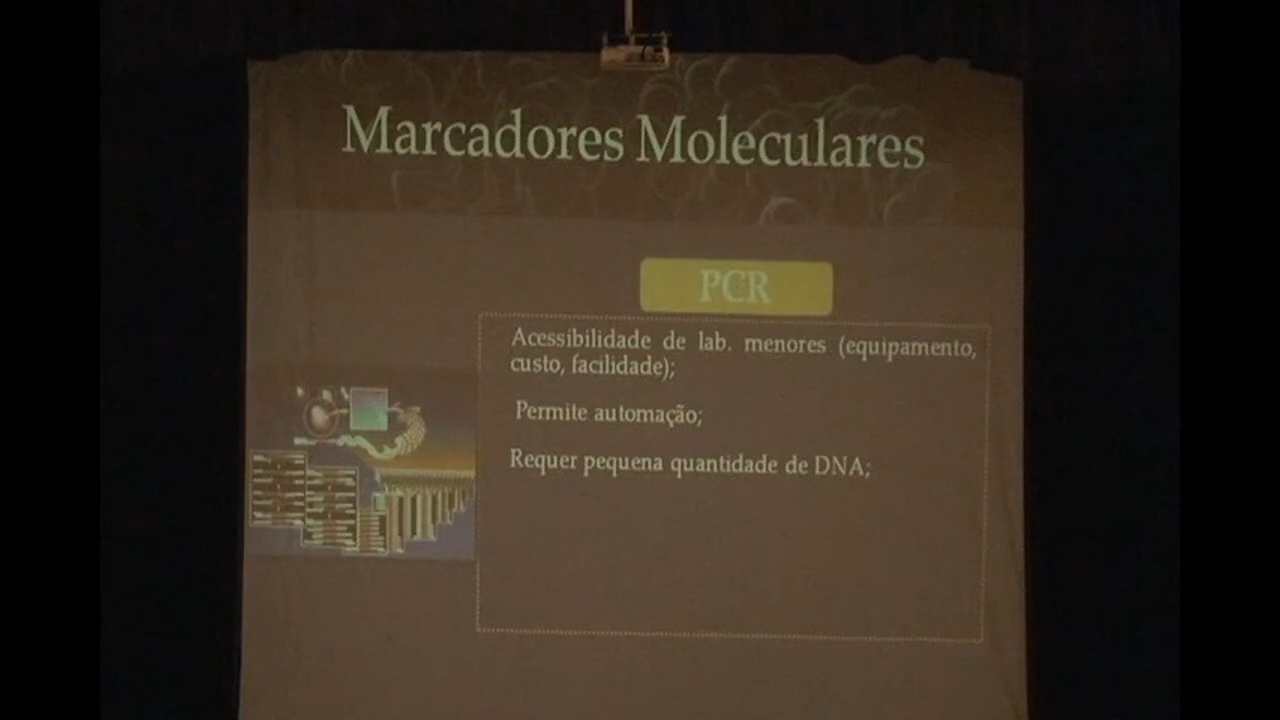 Marcadores Moleculares
PCR
Acessibilidade de lab. menores (equipamento,
custo, facilidade);
Permite automação;
Requer pequena quantidade de DNA;